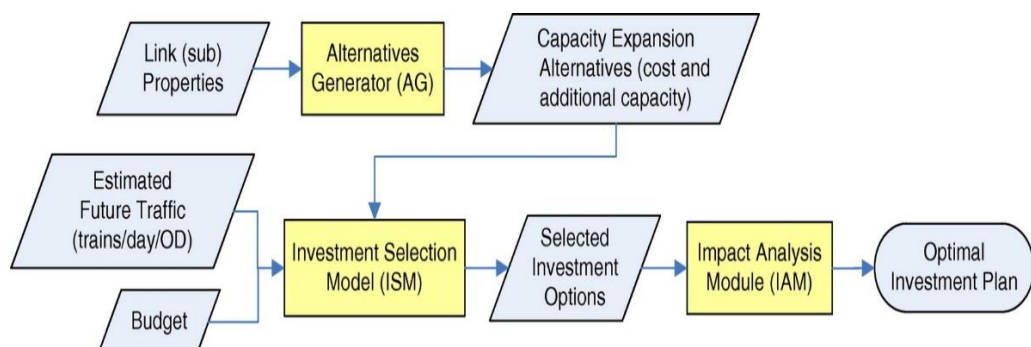 Link (sub)
Properties
Alternatives
Generator (AG)
Capacity Expansion
Alternatives (cost and
additional capacity)
Estimated
Future Traffic
(trains/day/OD)
Budget
Investment Selection
Model (ISM)
Selected
Investment
Options
Impact Analysis
Module (IAM)
Optimal
Investment Plan